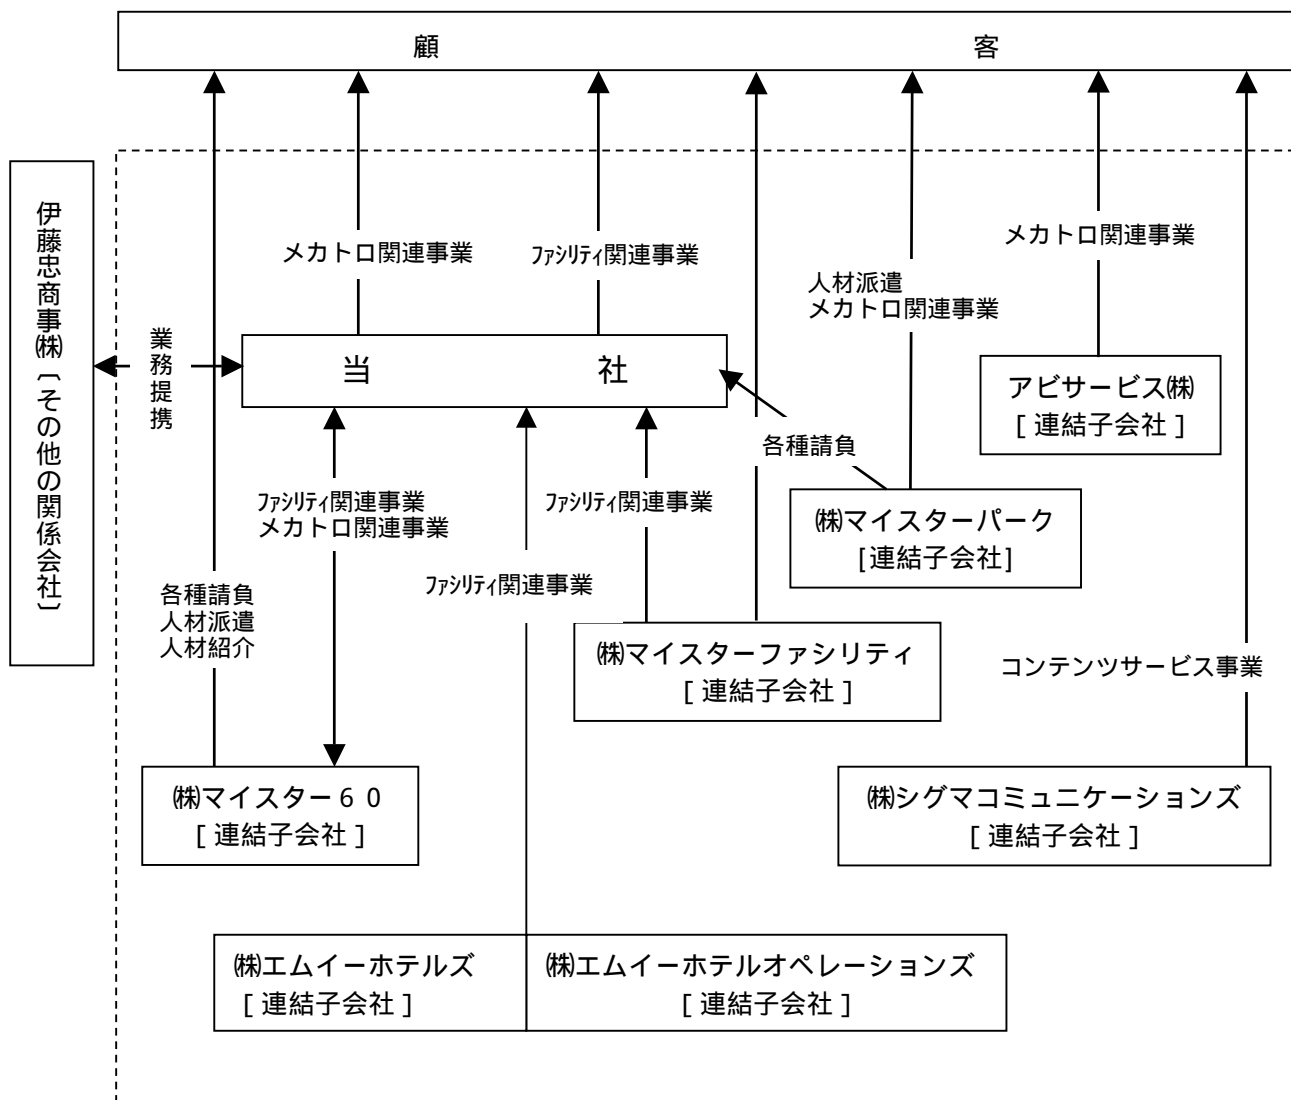 顧　客
伊藤忠商事㈱〔その他の関係会社〕
業務提携
メカトロ関連事業
ﾌｧｼﾘﾃｨ関連事業
メカトロ関連事業
人材派遣
メカトロ関連事業
当　社
アビサービス㈱
[ 連結子会社 ]
各種請負
ﾌｧｼﾘﾃｨ関連事業
メカトロ関連事業
ﾌｧｼﾘﾃｨ関連事業
㈱マイスターパーク
[連結子会社]
ﾌｧｼﾘﾃｨ関連事業
各種請負
人材派遣
人材紹介
㈱マイスターファシリティ
[ 連結子会社 ]
コンテンツサービス事業
㈱マイスター６０
[ 連結子会社 ]
㈱シグマコミュニケーションズ
[ 連結子会社 ]
㈱エムイーホテルズ
[ 連結子会社 ]
㈱エムイーホテルオペレーションズ
[ 連結子会社 ]